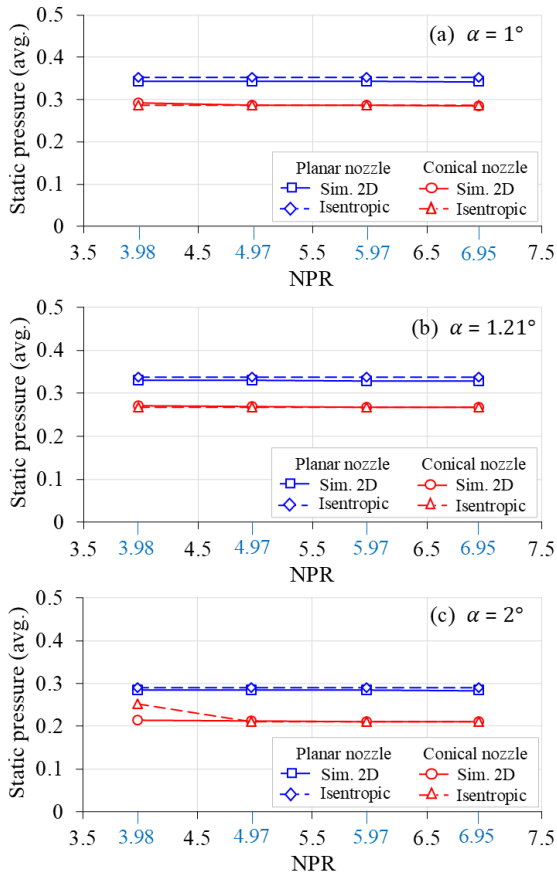 0.5
(a) α = 1°
0.4
0.3
0.2
0.1
0
Static pressure (avg.)
Planar nozzle Conical nozzle
Sim. 2D Sim. 2D
Isentropic Isentropic
3.5 3.98 4.5 4.97 5.5 5.97 6.5 6.95 7.5
NPR
0.5
(b) α = 1.21°
0.4
0.3
0.2
0.1
0
Static pressure (avg.)
Planar nozzle Conical nozzle
Sim. 2D Sim. 2D
Isentropic Isentropic
3.5 3.98 4.5 4.97 5.5 5.97 6.5 6.95 7.5
NPR
0.5
(c) α = 2°
0.4
0.3
0.2
0.1
0
Static pressure (avg.)
Planar nozzle Conical nozzle
Sim. 2D Sim. 2D
Isentropic Isentropic
3.5 3.98 4.5 4.97 5.5 5.97 6.5 6.95 7.5
NPR